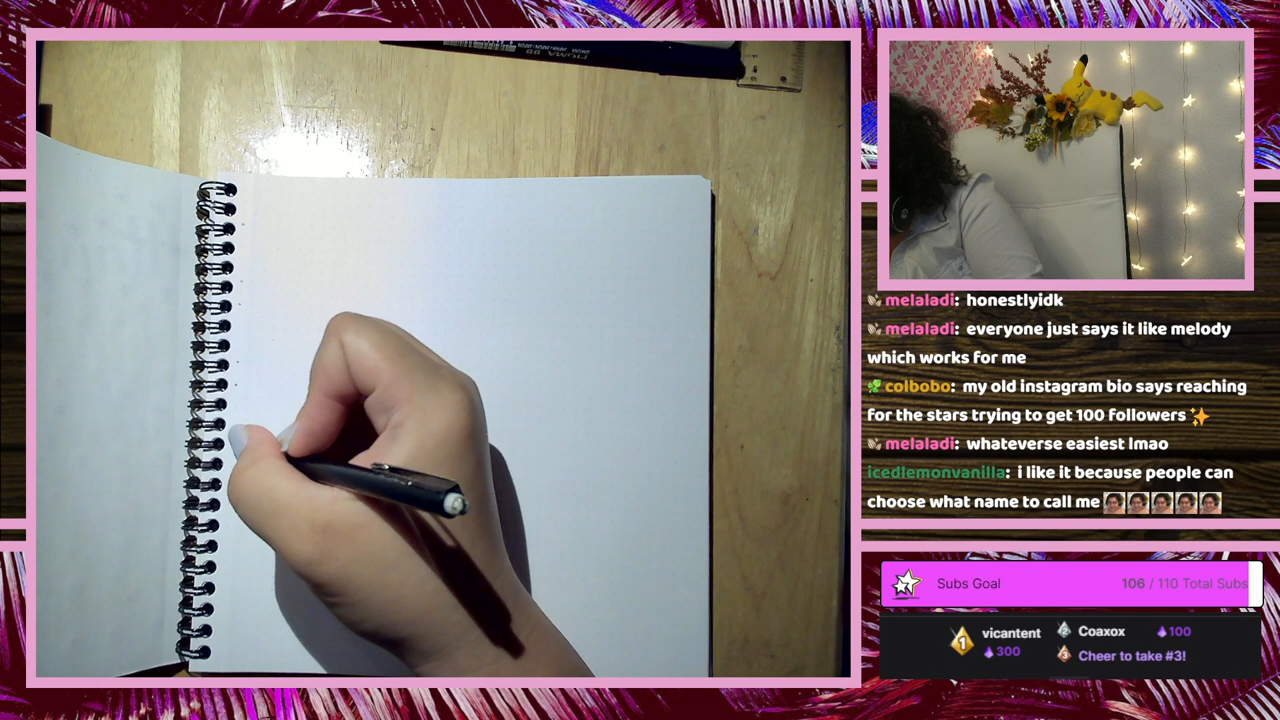 melaladi: honestlyidk
melaladi: everyone just says it like melody
which works for me
colbobo: my old instagram bio says reaching
for the stars trying to get 100 followers ✨
melaladi: whateverse easiest lmao
icedlemonvanilla: i like it because people can
choose what name to call me
Subs Goal 106 / 110 Total Subs
1 vicantent 300
2 Coaxox 100
3 Cheer to take #3!